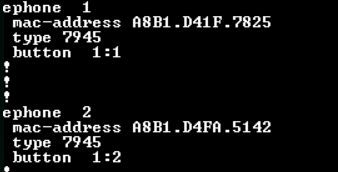 ephone  1
 mac-address A8B1.D41F.7825
 type 7945
 button  1:1
!
!
!
ephone  2
 mac-address A8B1.D4FA.5142
 type 7945
 button  1:2